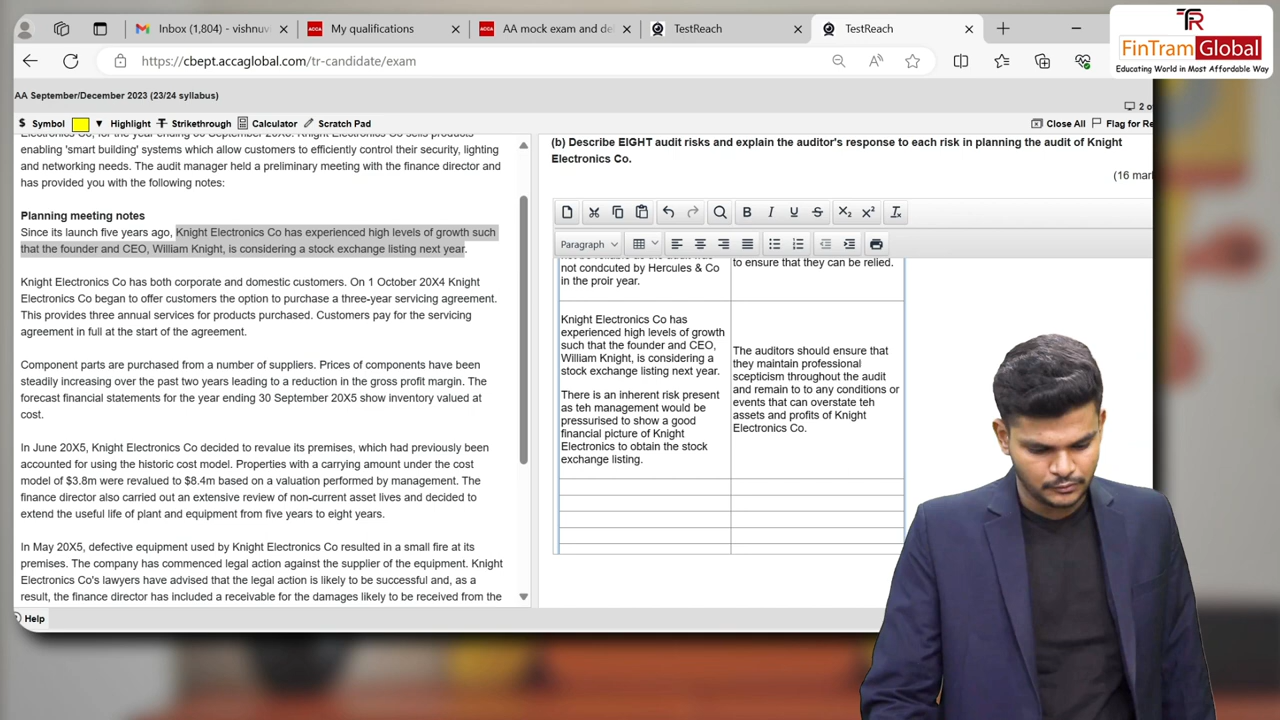 Inbox (1,804) - vishnuv
My qualifications
AA mock exam and de
TestReach
TestReach
FinTram Global
Educating World in Most Affordable Way
https://cbept.accaglobal.com/tr-candidate/exam
AA September/December 2023 (23/24 syllabus)
2 o
$ Symbol Highlight Strikethrough Calculator Scratch Pad Close All Flag for Re
enabling 'smart building' systems which allow customers to efficiently control their security, lighting
and networking needs. The audit manager held a preliminary meeting with the finance director and
has provided you with the following notes:
Planning meeting notes
Since its launch five years ago, Knight Electronics Co has experienced high levels of growth such
that the founder and CEO, William Knight, is considering a stock exchange listing next year.
Knight Electronics Co has both corporate and domestic customers. On 1 October 20X4 Knight
Electronics Co began to offer customers the option to purchase a three-year servicing agreement.
This provides three annual services for products purchased. Customers pay for the servicing
agreement in full at the start of the agreement.
Component parts are purchased from a number of suppliers. Prices of components have been
steadily increasing over the past two years leading to a reduction in the gross profit margin. The
forecast financial statements for the year ending 30 September 20X5 show inventory valued at
cost.
In June 20X5, Knight Electronics Co decided to revalue its premises, which had previously been
accounted for using the historic cost model. Properties with a carrying amount under the cost
model of $3.8m were revalued to $8.4m based on a valuation performed by management. The
finance director also carried out an extensive review of non-current asset lives and decided to
extend the useful life of plant and equipment from five years to eight years.
In May 20X5, defective equipment used by Knight Electronics Co resulted in a small fire at its
premises. The company has commenced legal action against the supplier of the equipment. Knight
Electronics Co's lawyers have advised that the legal action is likely to be successful and, as a
result, the finance director has included a receivable for the damages likely to be received from the
Help
(b) Describe EIGHT audit risks and explain the auditor's response to each risk in planning the audit of Knight
Electronics Co.
(16 mar
B I U S X2 X2 Ix
Paragraph
not condcuted by Hercules & Co
in the proir year.
to ensure that they can be relied.
Knight Electronics Co has
experienced high levels of growth
such that the founder and CEO,
William Knight, is considering a
stock exchange listing next year.
There is an inherent risk present
as teh management would be
pressurised to show a good
financial picture of Knight
Electronics to obtain the stock
exchange listing.
The auditors should ensure that
they maintain professional
scepticism throughout the audit
and remain to to any conditions or
events that can overstate teh
assets and profits of Knight
Electronics Co.